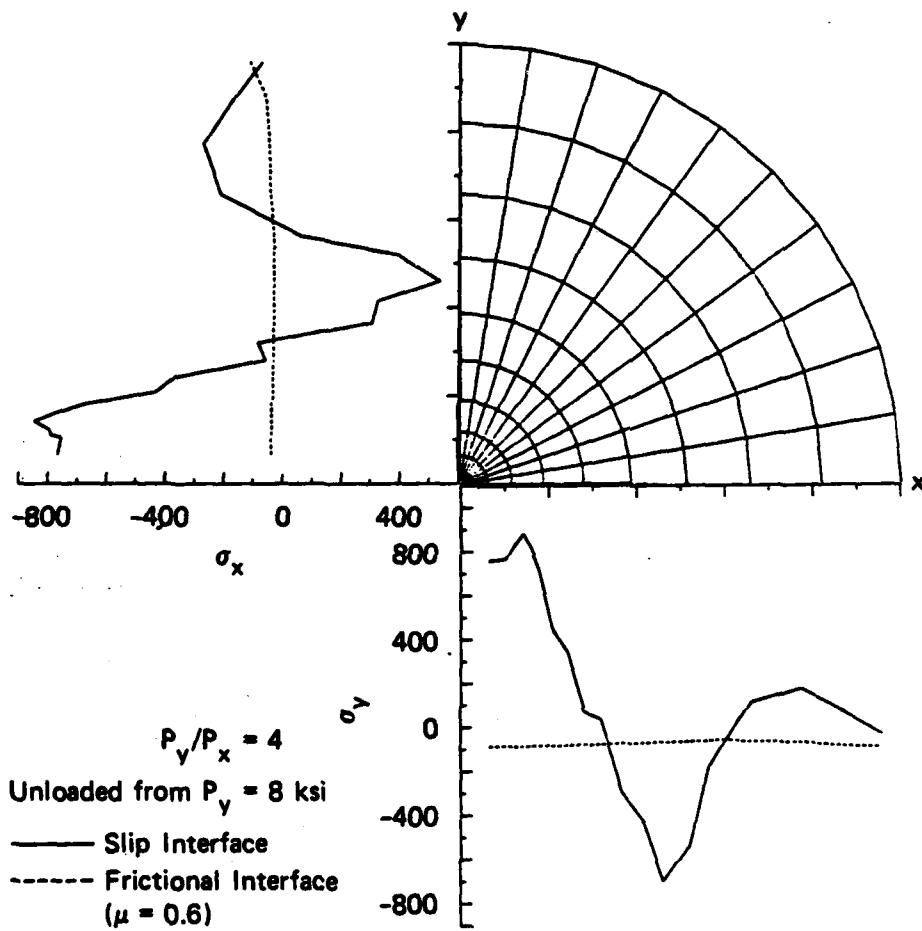 y
x
-800
-400
0
400
σx
800
400
0
-400
-800
σy
Py/Px = 4
Unloaded from Py = 8 ksi
Slip Interface
Frictional Interface
(μ = 0.6)